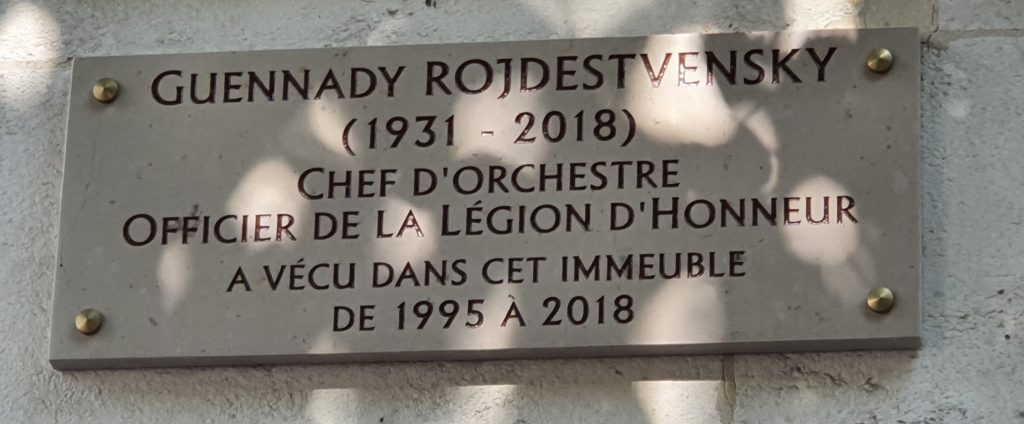 GUENNADY ROJDESTVENSKY
(1931 - 2018)
CHEF D'ORCHESTRE
OFFICIER DE LA LÉGION D'HONNEUR
A VÉCU DANS CET IMMEUBLE
DE 1995 À 2018